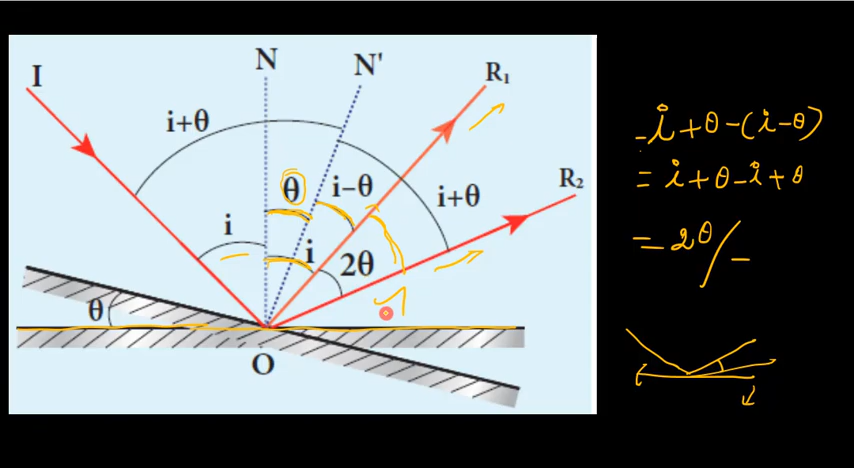 I
N
N'
R₁
i+θ
θ
i−θ
i+θ
R₂
i
i
2θ
θ
O
-i+θ-(i-θ)
= i+θ-i+θ
= 2θ/-